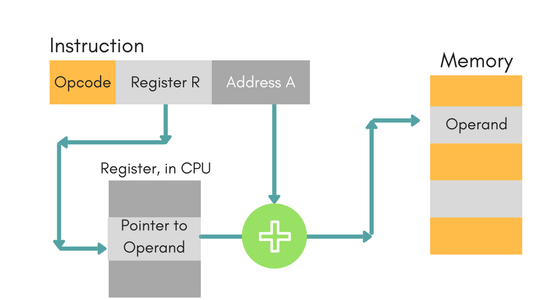 Instruction
Opcode
Register R
Address A
Memory
Operand
Register, in CPU
Pointer to
Operand